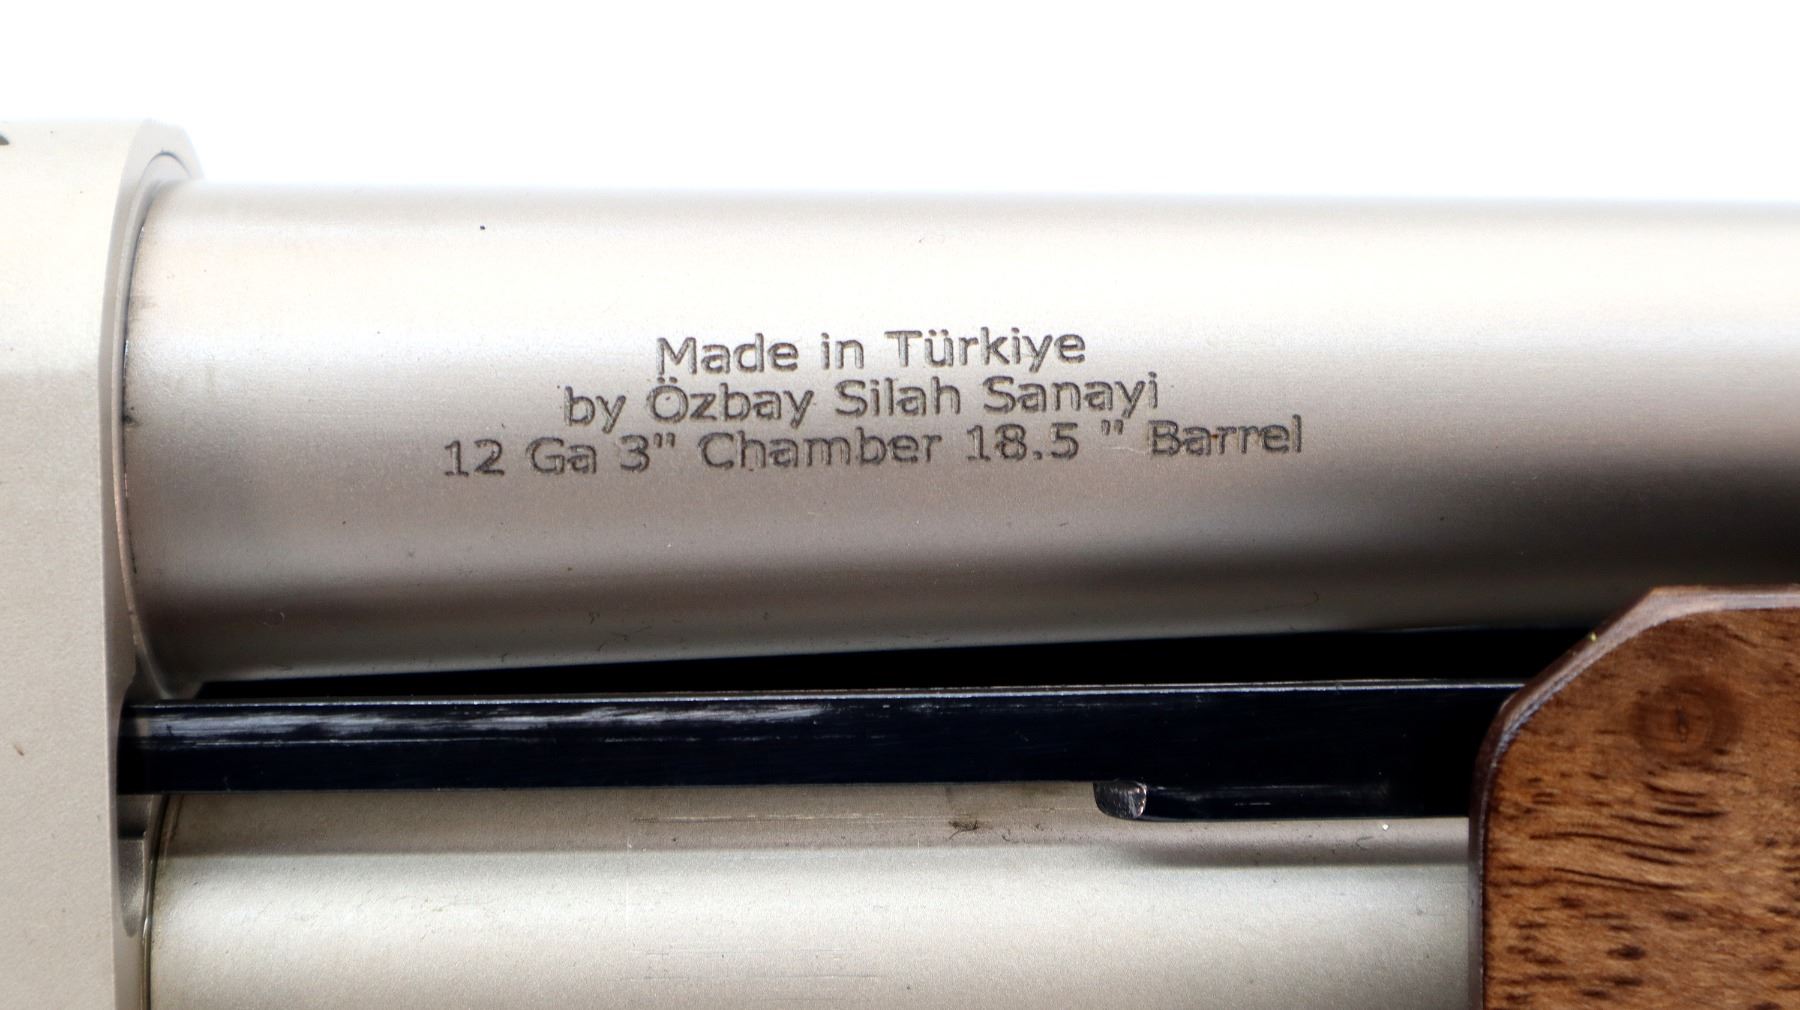 Made in Türkiye
by Özbay Silah Sanayi
12 Ga 3" Chamber 18.5 " Barrel